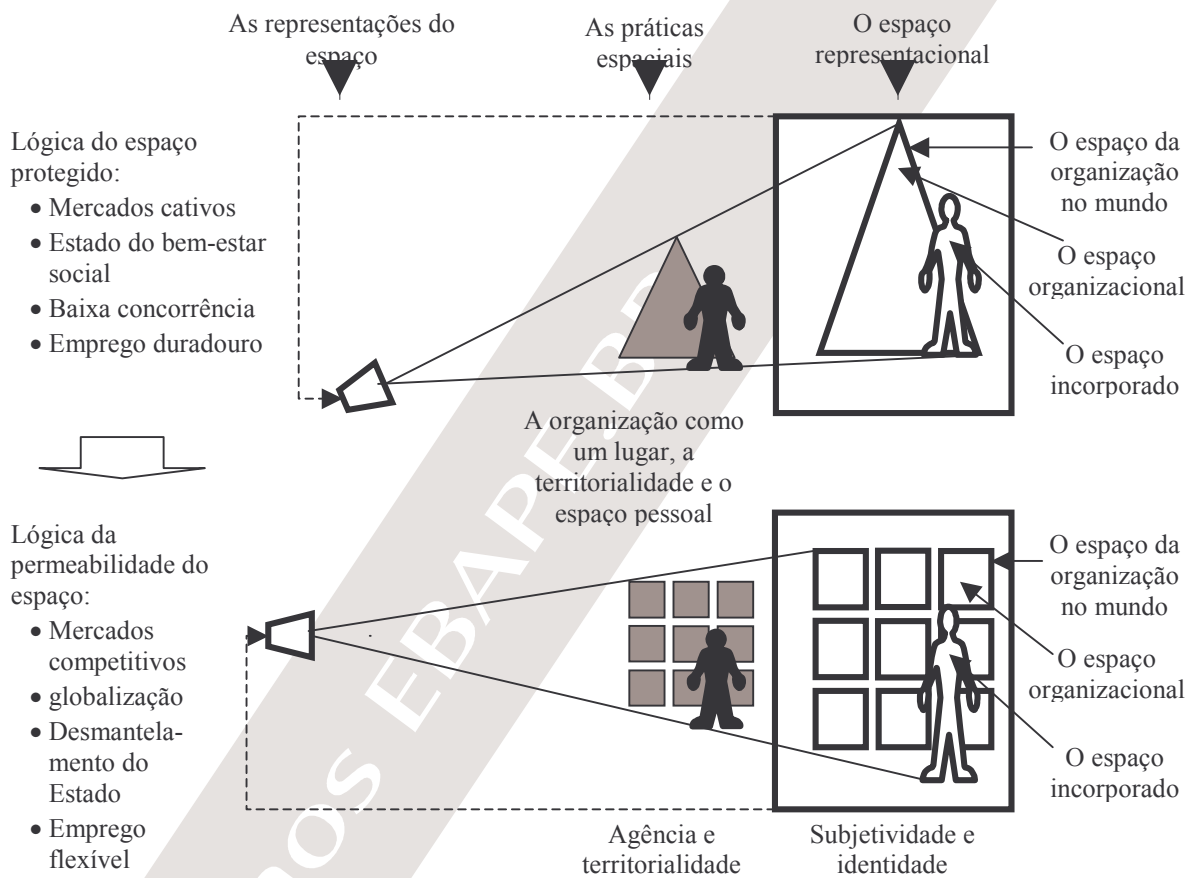 As representações do
espaço
As práticas
espaciais
O espaço
representacional
Lógica do espaço
protegido:
• Mercados cativos
• Estado do bem-estar
social
• Baixa concorrência
• Emprego duradouro
O espaço da
organização
no mundo
O espaço
organizacional
O espaço
incorporado
A organização como
um lugar, a
territorialidade e o
espaço pessoal
Lógica da
permeabilidade do
espaço:
• Mercados
competitivos
• globalização
• Desmantela-
mento do
Estado
• Emprego
flexível
O espaço da
organização
no mundo
O espaço
organizacional
O espaço
incorporado
Agência e
territorialidade
Subjetividade e
identidade
OS EBAPE.BR